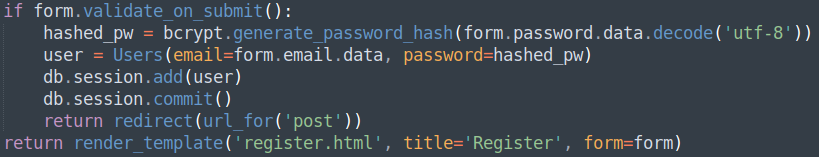 if form.validate_on_submit():
    hashed_pw = bcrypt.generate_password_hash(form.password.data.decode('utf-8'))
    user = Users(email=form.email.data, password=hashed_pw)
    db.session.add(user)
    db.session.commit()
    return redirect(url_for('post'))
return render_template('register.html', title='Register', form=form)